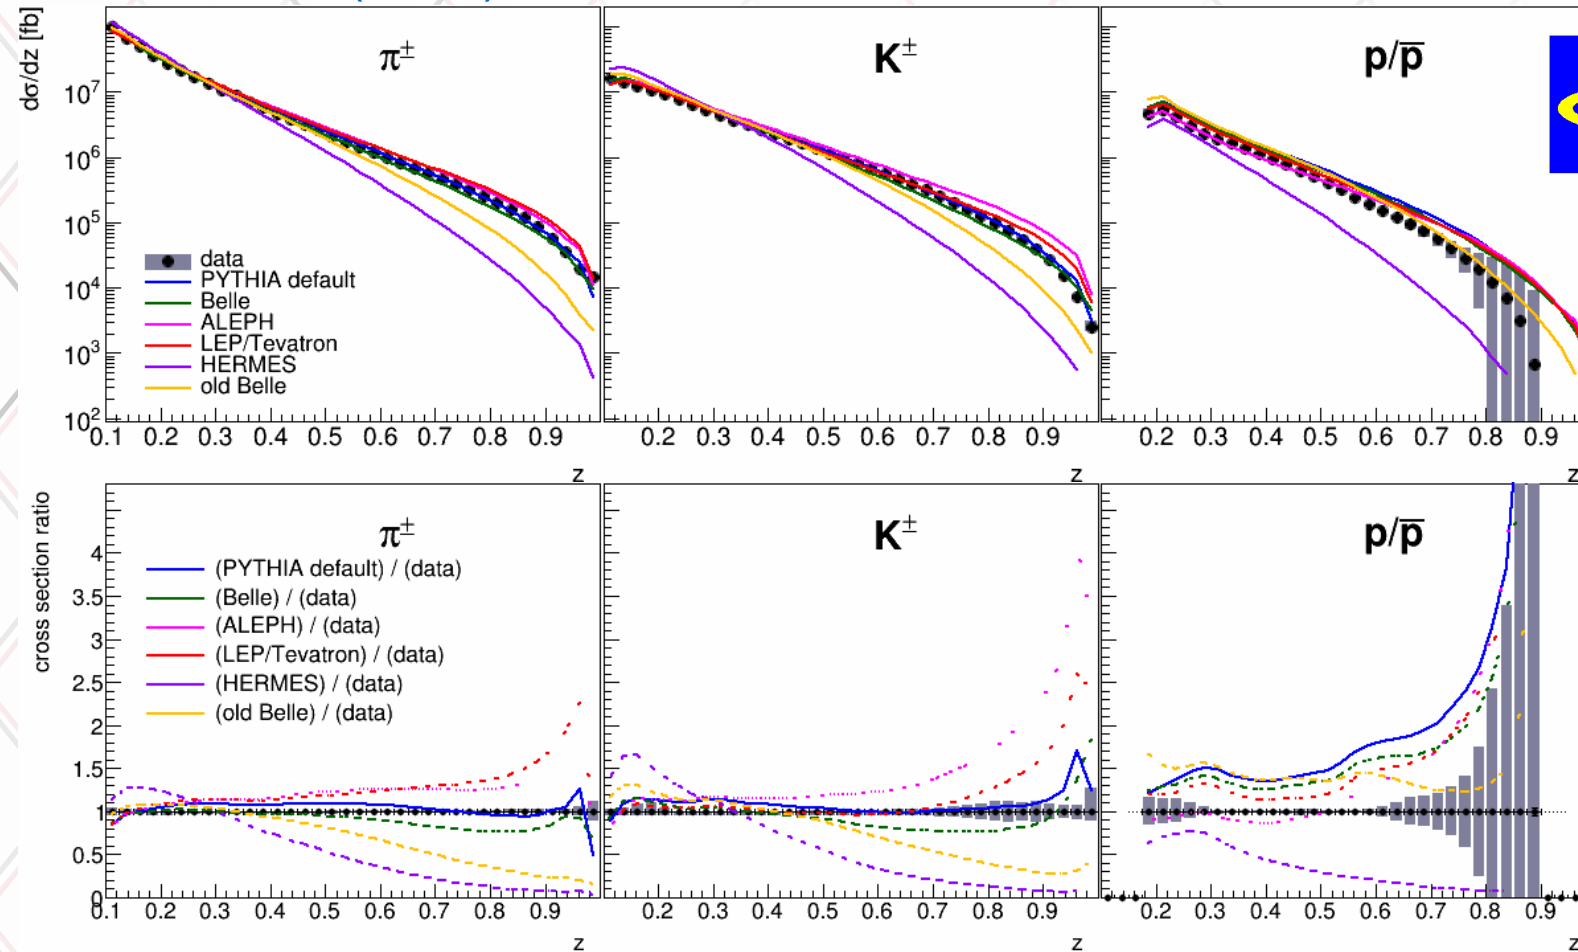 dσ/dz [fb]
π± K± p/p̅
10⁷
10⁶
10⁵
10⁴
10³
10²
data
PYTHIA default
Belle
ALEPH
LEP/Tevatron
HERMES
old Belle
0.1 0.2 0.3 0.4 0.5 0.6 0.7 0.8 0.9 0.2 0.3 0.4 0.5 0.6 0.7 0.8 0.9 0.2 0.3 0.4 0.5 0.6 0.7 0.8 0.9
z z z
cross section ratio
π± K± p/p̅
4
3.5
3
2.5
2
1.5
1
0.5
0
(PYTHIA default) / (data)
(Belle) / (data)
(ALEPH) / (data)
(LEP/Tevatron) / (data)
(HERMES) / (data)
(old Belle) / (data)
0.1 0.2 0.3 0.4 0.5 0.6 0.7 0.8 0.9 0.2 0.3 0.4 0.5 0.6 0.7 0.8 0.9 0.2 0.3 0.4 0.5 0.6 0.7 0.8 0.9
z z z